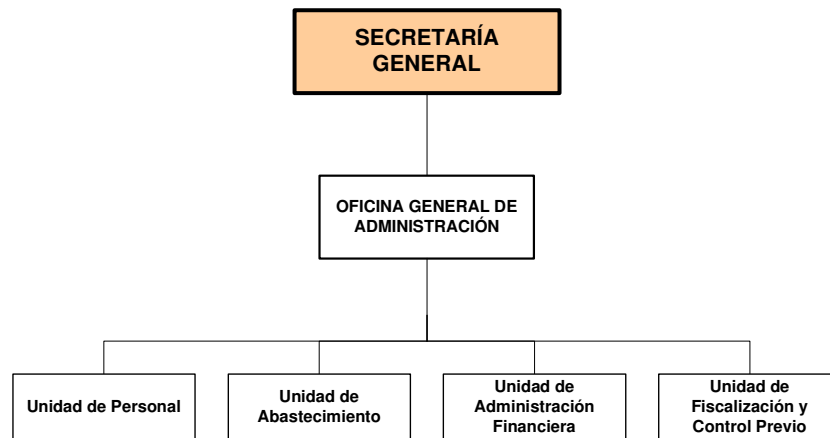 SECRETARÍA
GENERAL
OFICINA GENERAL DE
ADMINISTRACIÓN
Unidad de Personal
Unidad de
Abastecimiento
Unidad de
Administración
Financiera
Unidad de
Fiscalización y
Control Previo